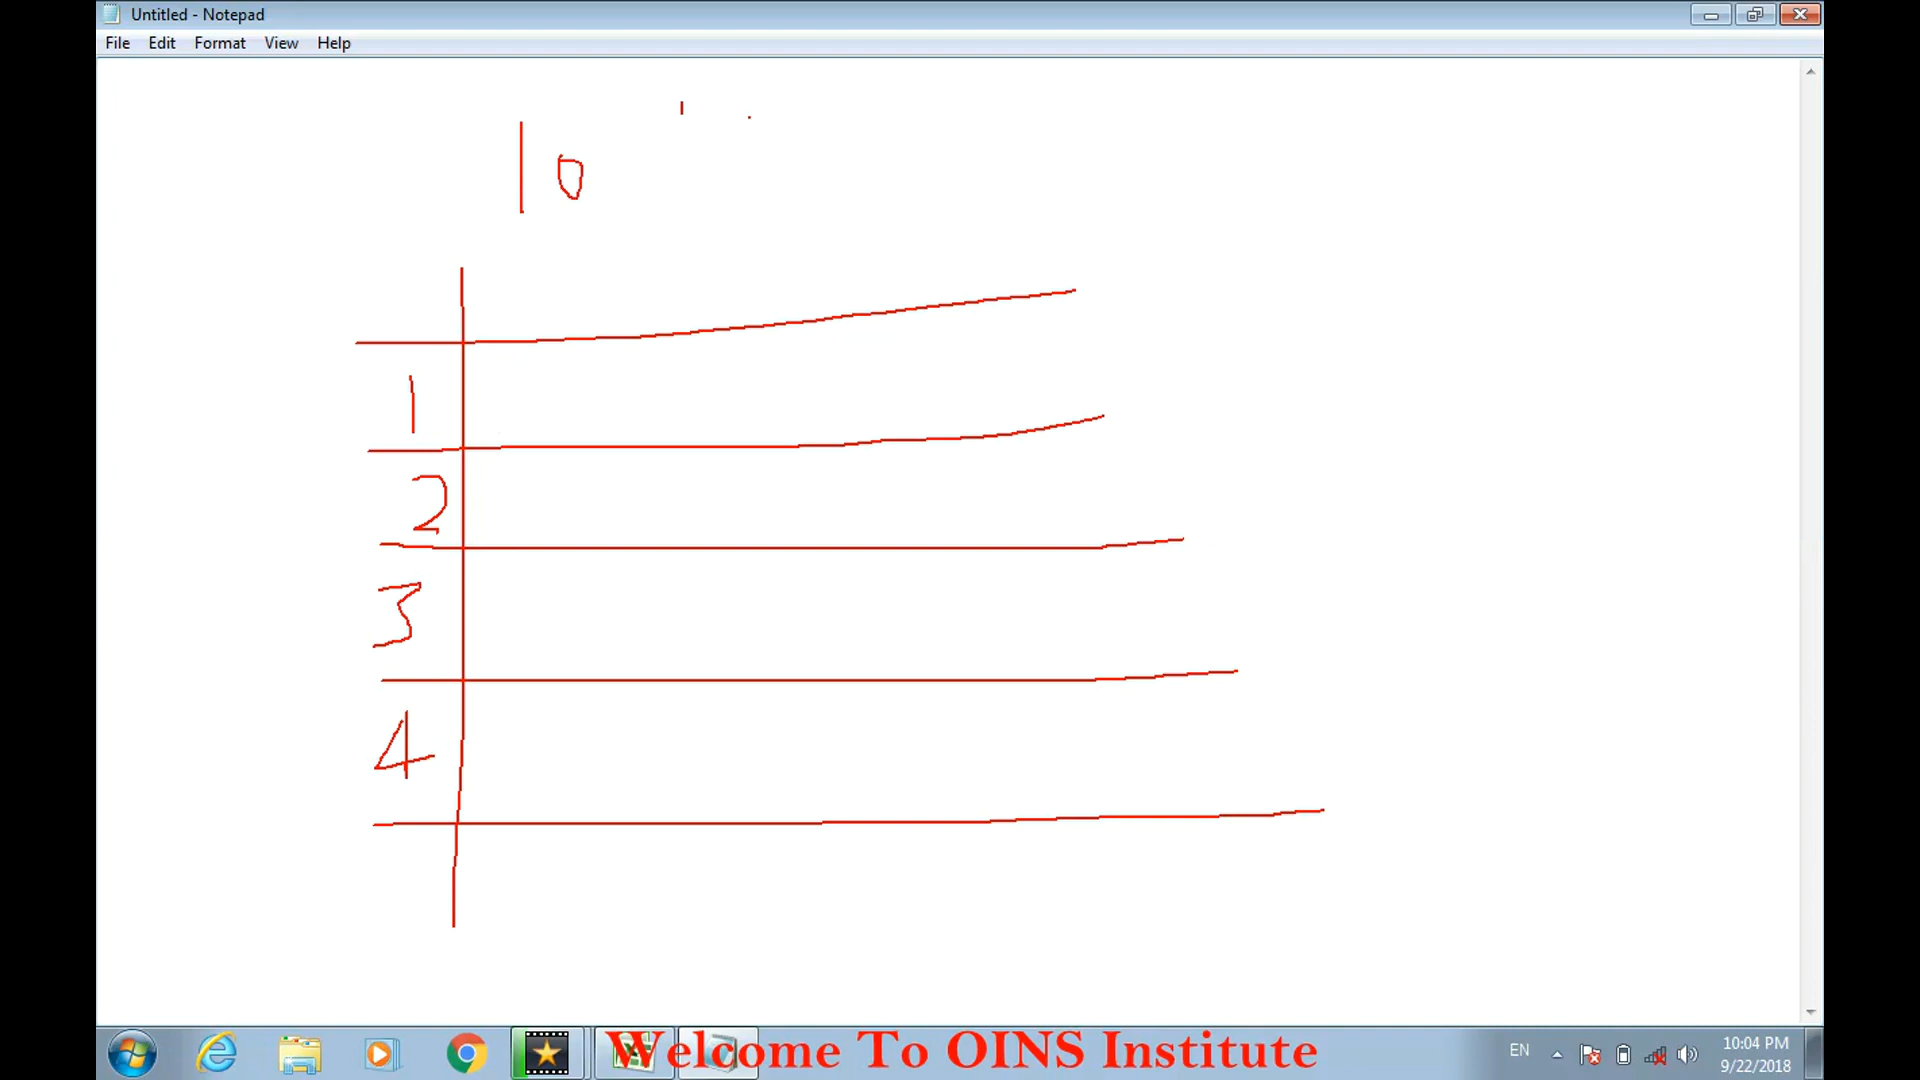 Untitled - Notepad
File Edit Format View Help
10
1
2
3
4
Welcome To OINS Institute
EN
10:04 PM
9/22/2018